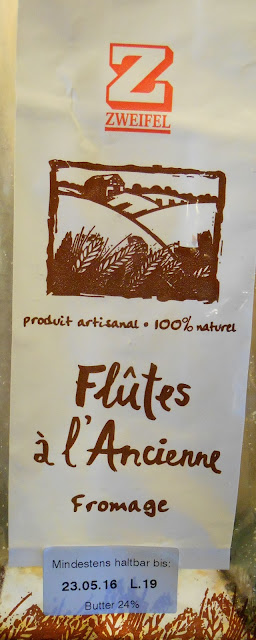 Z
ZWEIFEL
produit artisanal • 100% naturel
Flûtes
à l'Ancienne
Fromage
Mindestens haltbar bis:
23.05.16 L.19
Butter 24%